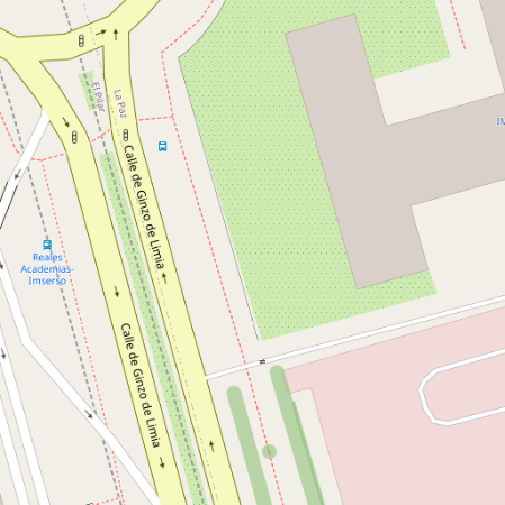 El Pilar
La Paz
Calle de Ginzo de Limia
Reales
Academias-
Imserso
Calle de Ginzo de Limia
IM